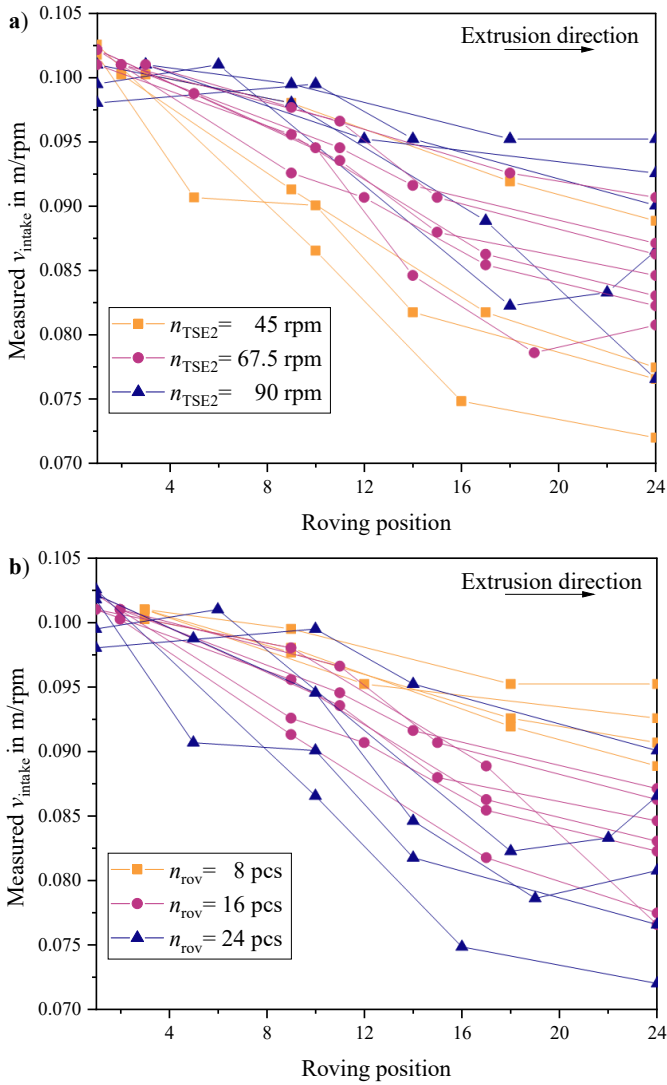 a)
Extrusion direction
Measured v_intake in m/rpm
0.105
0.100
0.095
0.090
0.085
0.080
0.075
0.070
n_TSE2= 45 rpm
n_TSE2= 67.5 rpm
n_TSE2= 90 rpm
4 8 12 16 20 24
Roving position
b)
Extrusion direction
Measured v_intake in m/rpm
0.105
0.100
0.095
0.090
0.085
0.080
0.075
0.070
n_rov= 8 pcs
n_rov= 16 pcs
n_rov= 24 pcs
4 8 12 16 20 24
Roving position